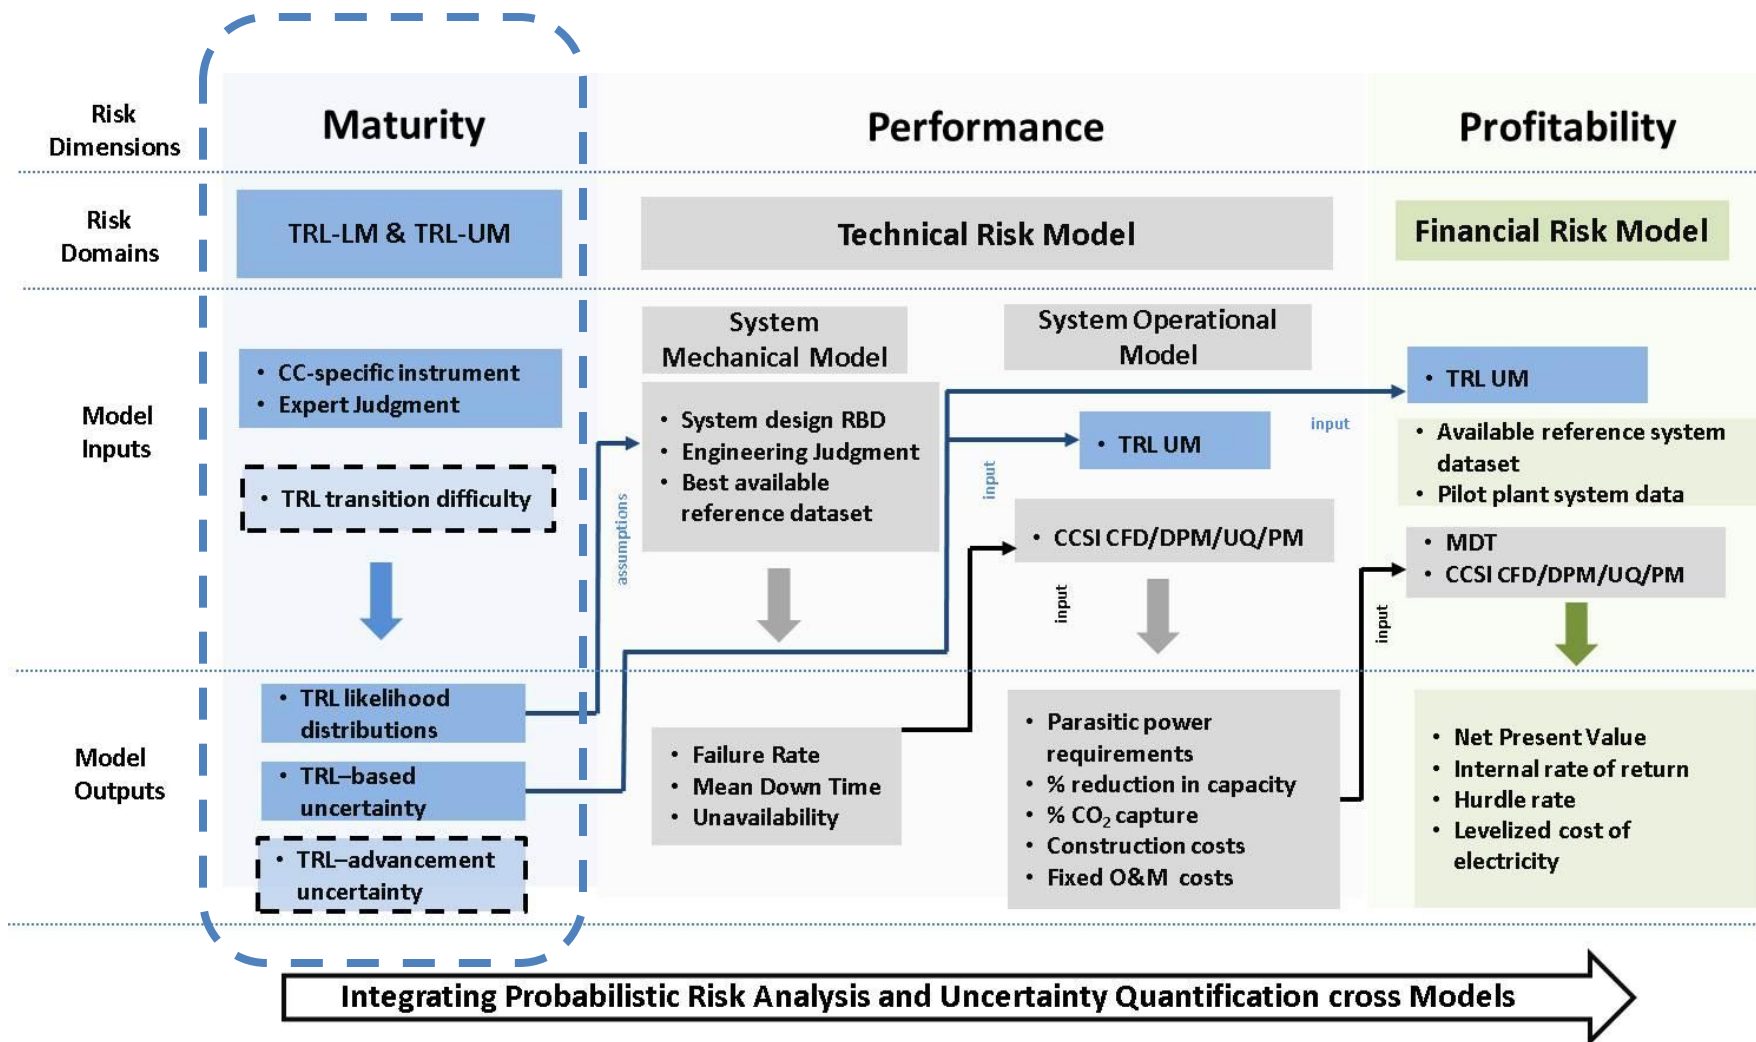 Risk
Dimensions
Maturity
Performance
Profitability
Risk
Domains
TRL-LM & TRL-UM
Technical Risk Model
Financial Risk Model
Model
Inputs
• CC-specific instrument
• Expert Judgment
• TRL transition difficulty
assumptions
System
Mechanical Model
• System design RBD
• Engineering Judgment
• Best available
reference dataset
System Operational
Model
input
• TRL UM
• CCSI CFD/DPM/UQ/PM
input
input
• TRL UM
• Available reference system
dataset
• Pilot plant system data
• MDT
• CCSI CFD/DPM/UQ/PM
input
Model
Outputs
• TRL likelihood
distributions
• TRL–based
uncertainty
• TRL–advancement
uncertainty
• Failure Rate
• Mean Down Time
• Unavailability
• Parasitic power
requirements
• % reduction in capacity
• % CO₂ capture
• Construction costs
• Fixed O&M costs
• Net Present Value
• Internal rate of return
• Hurdle rate
• Levelized cost of
electricity
Integrating Probabilistic Risk Analysis and Uncertainty Quantification cross Models